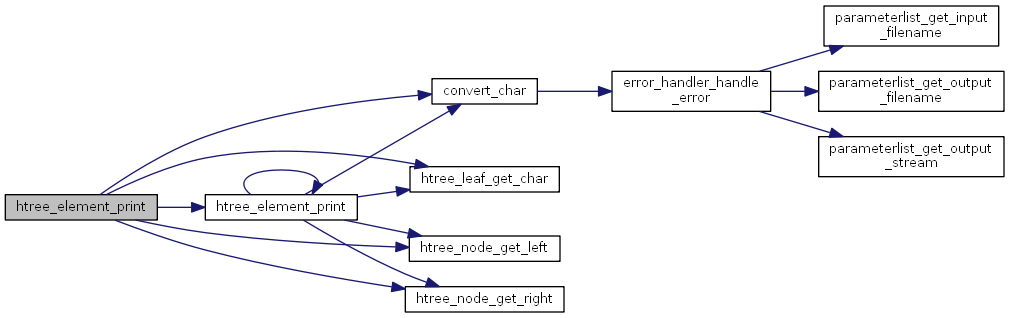 parameterlist_get_input
_filename
convert_char
error_handler_handle
_error
parameterlist_get_output
_filename
parameterlist_get_output
_stream
htree_leaf_get_char
htree_element_print
htree_element_print
htree_node_get_left
htree_node_get_right